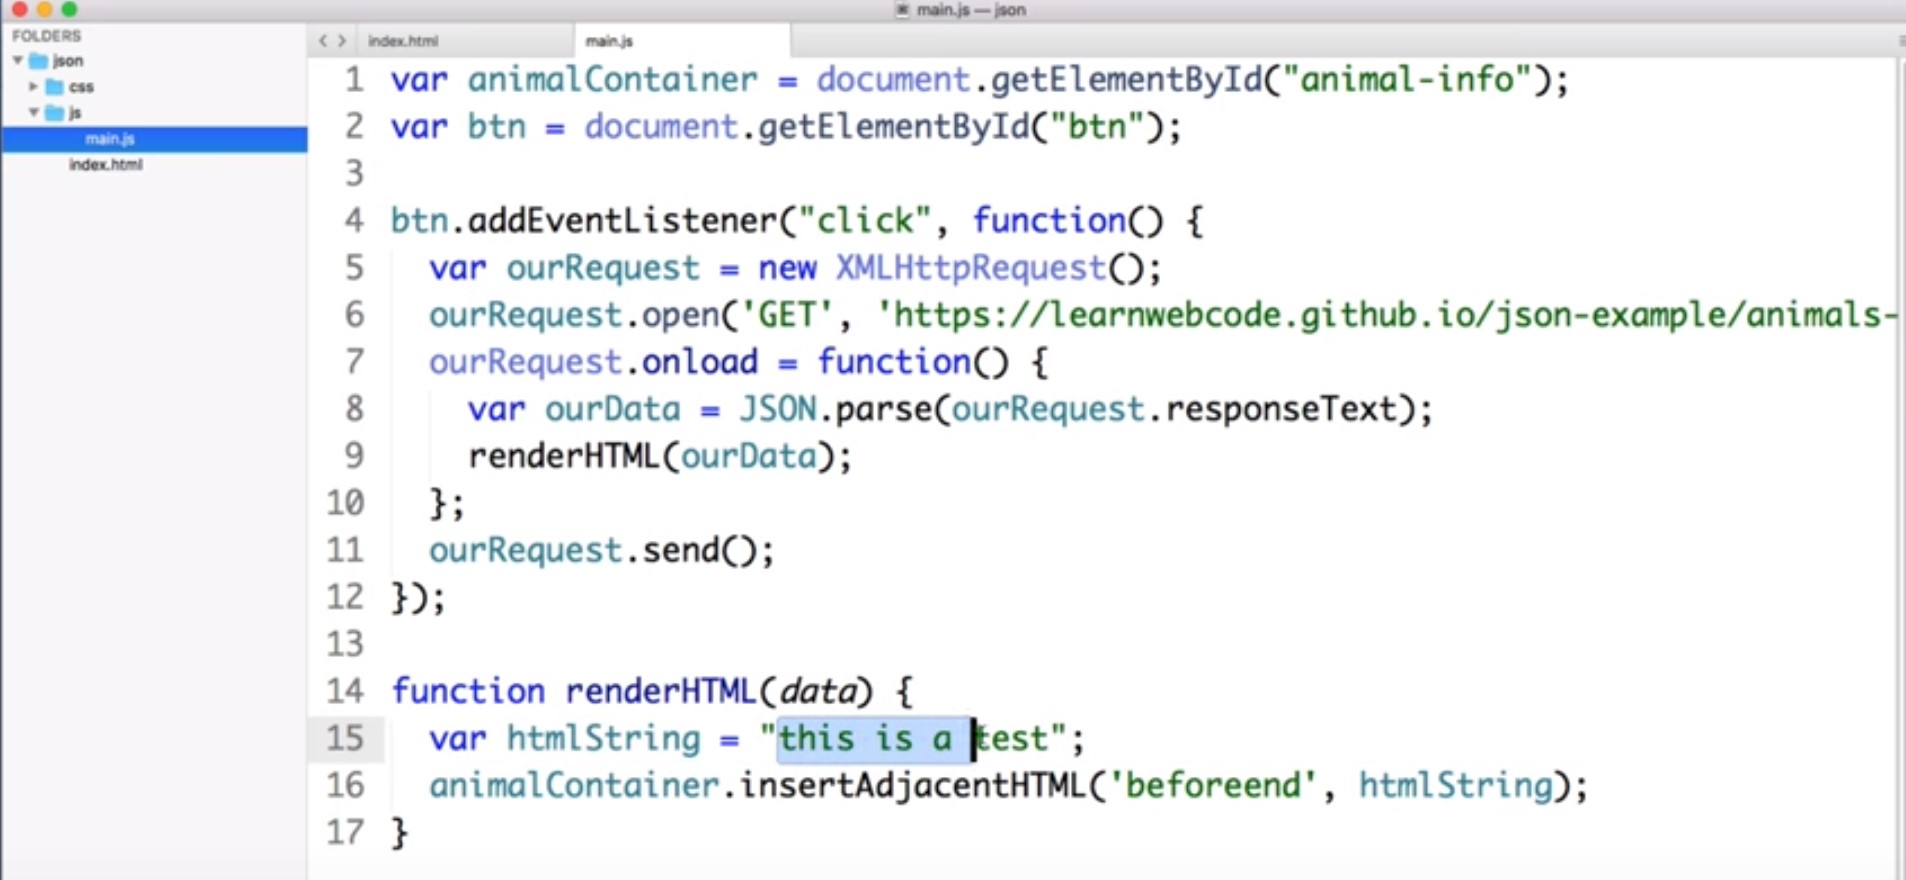 main.js — json
FOLDERS
json
css
js
main.js
index.html
index.html
main.js
1 var animalContainer = document.getElementById("animal-info");
2 var btn = document.getElementById("btn");
3
4 btn.addEventListener("click", function() {
5 var ourRequest = new XMLHttpRequest();
6 ourRequest.open('GET', 'https://learnwebcode.github.io/json-example/animals-
7 ourRequest.onload = function() {
8 var ourData = JSON.parse(ourRequest.responseText);
9 renderHTML(ourData);
10 };
11 ourRequest.send();
12 });
13
14 function renderHTML(data) {
15 var htmlString = "this is a test";
16 animalContainer.insertAdjacentHTML('beforeend', htmlString);
17 }